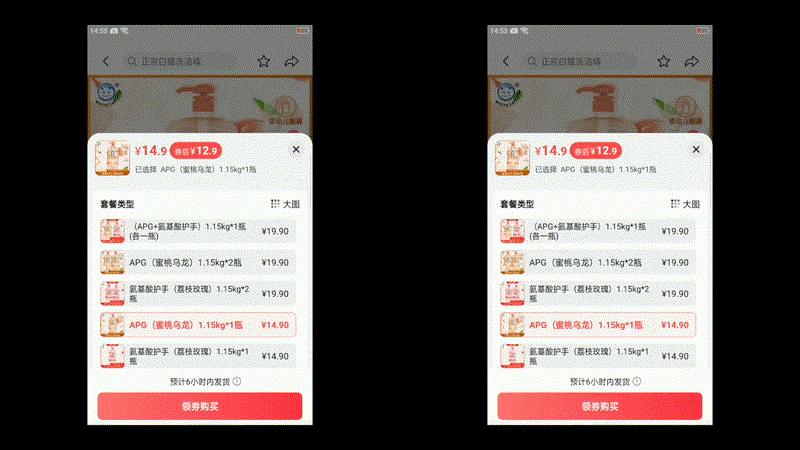 14:55
正宗白猫洗洁精
¥14.9 券后¥12.9
已选择 APG（蜜桃乌龙）1.15kg*1瓶
套餐类型 大图
（APG+氨基酸护手）1.15kg*1瓶
(各一瓶) ¥19.90
APG（蜜桃乌龙）1.15kg*2瓶 ¥19.90
氨基酸护手（荔枝玫瑰）1.15kg*2
瓶 ¥19.90
APG（蜜桃乌龙）1.15kg*1瓶 ¥14.90
氨基酸护手（荔枝玫瑰）1.15kg*1
瓶 ¥14.90
预计6小时内发货
领券购买
14:53
正宗白猫洗洁精
¥14.9 券后¥12.9
已选择 APG（蜜桃乌龙）1.15kg*1瓶
套餐类型 大图
（APG+氨基酸护手）1.15kg*1瓶
(各一瓶) ¥19.90
APG（蜜桃乌龙）1.15kg*2瓶 ¥19.90
氨基酸护手（荔枝玫瑰）1.15kg*2
瓶 ¥19.90
APG（蜜桃乌龙）1.15kg*1瓶 ¥14.90
氨基酸护手（荔枝玫瑰）1.15kg*1
瓶 ¥14.90
预计6小时内发货
领券购买